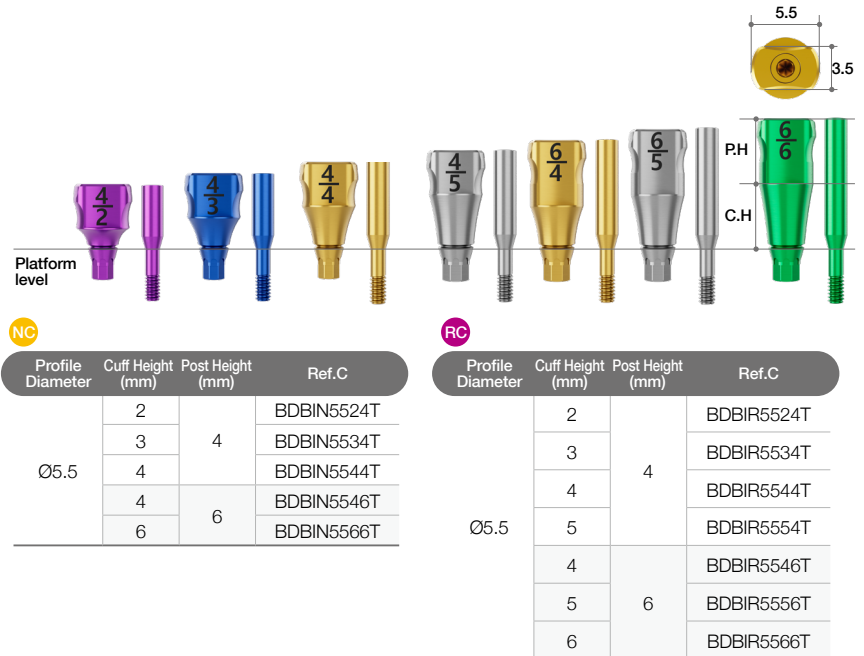 5.5
3.5
4
2
4
3
4
4
4
5
6
4
6
5
6
6
P.H
C.H
Platform
level
NC
Profile
Diameter
Cuff Height
(mm)
Post Height
(mm)
Ref.C
Ø5.5
2
4
BDBIN5524T
3
BDBIN5534T
4
BDBIN5544T
4
6
BDBIN5546T
6
BDBIN5566T
RC
Profile
Diameter
Cuff Height
(mm)
Post Height
(mm)
Ref.C
Ø5.5
2
4
BDBIR5524T
3
BDBIR5534T
4
BDBIR5544T
5
BDBIR5554T
4
6
BDBIR5546T
5
BDBIR5556T
6
BDBIR5566T